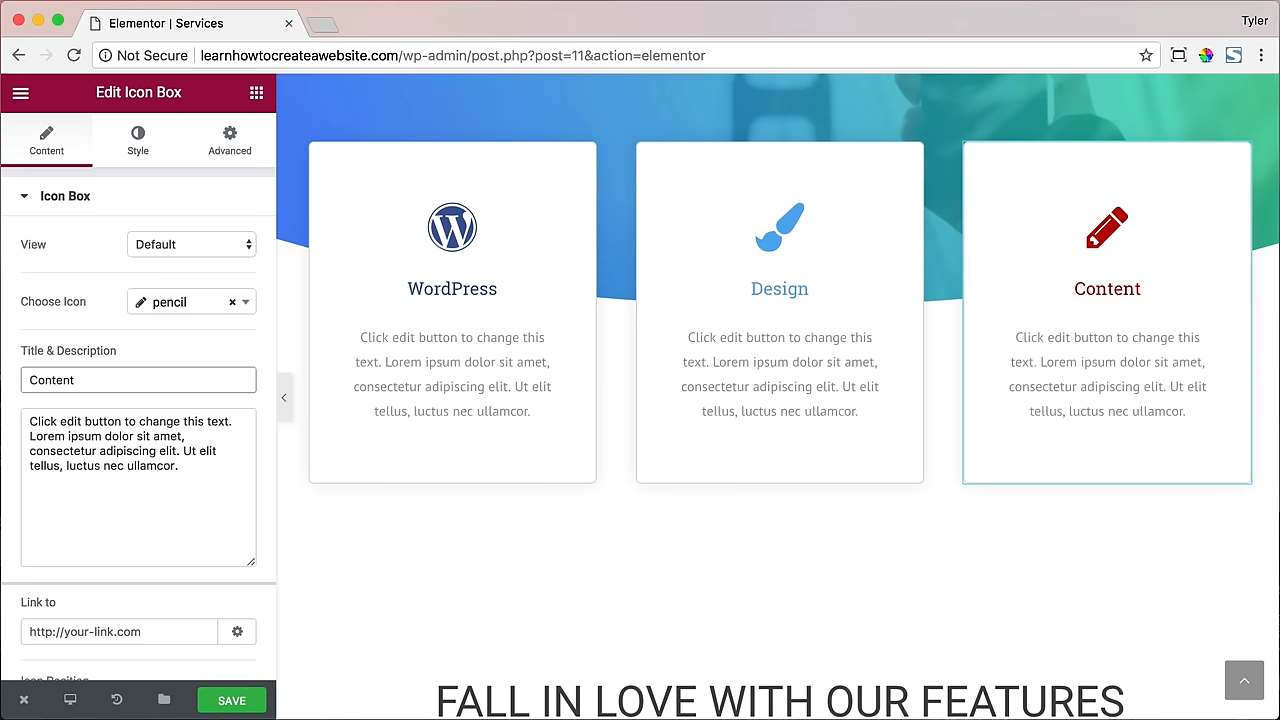 Elementor | Services
Tyler
Not Secure
learnhowtocreateawebsite.com/wp-admin/post.php?post=11&action=elementor
Edit Icon Box
Content
Style
Advanced
Icon Box
View
Default
Choose Icon
pencil
Title & Description
Content
Click edit button to change this text.
Lorem ipsum dolor sit amet,
consectetur adipiscing elit. Ut elit
tellus, luctus nec ullamcor.
Link to
http://your-link.com
Icon Position
SAVE
WordPress
Click edit button to change this
text. Lorem ipsum dolor sit amet,
consectetur adipiscing elit. Ut elit
tellus, luctus nec ullamcor.
Design
Click edit button to change this
text. Lorem ipsum dolor sit amet,
consectetur adipiscing elit. Ut elit
tellus, luctus nec ullamcor.
Content
Click edit button to change this
text. Lorem ipsum dolor sit amet,
consectetur adipiscing elit. Ut elit
tellus, luctus nec ullamcor.
FALL IN LOVE WITH OUR FEATURES